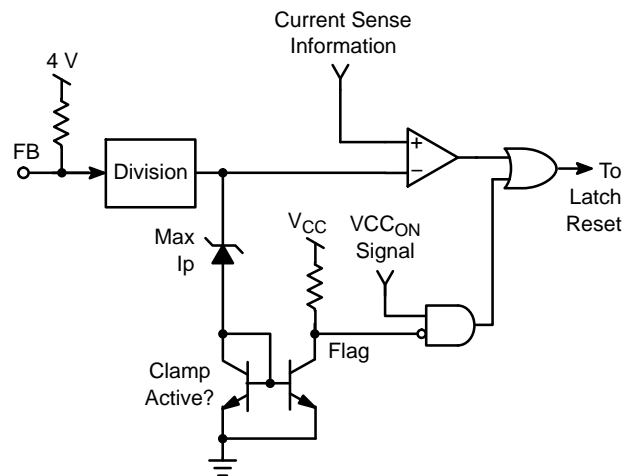 Current Sense
Information
4 V
FB
Division
+
−
To
Latch
Reset
Max
Ip
VCC
VCCON
Signal
Flag
Clamp
Active?